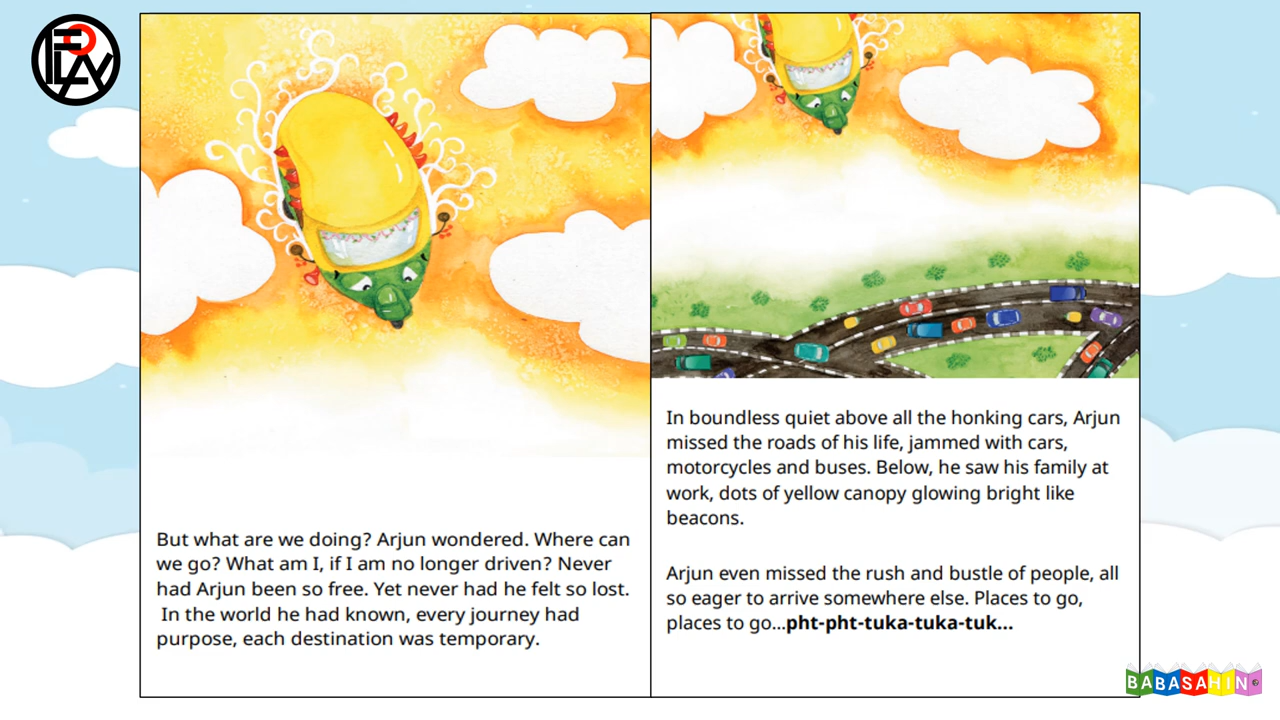 PLAY
But what are we doing? Arjun wondered. Where can
we go? What am I, if I am no longer driven? Never
had Arjun been so free. Yet never had he felt so lost.
In the world he had known, every journey had
purpose, each destination was temporary.
In boundless quiet above all the honking cars, Arjun
missed the roads of his life, jammed with cars,
motorcycles and buses. Below, he saw his family at
work, dots of yellow canopy glowing bright like
beacons.
Arjun even missed the rush and bustle of people, all
so eager to arrive somewhere else. Places to go,
places to go...pht-pht-tuka-tuka-tuk...
BABASAHIN